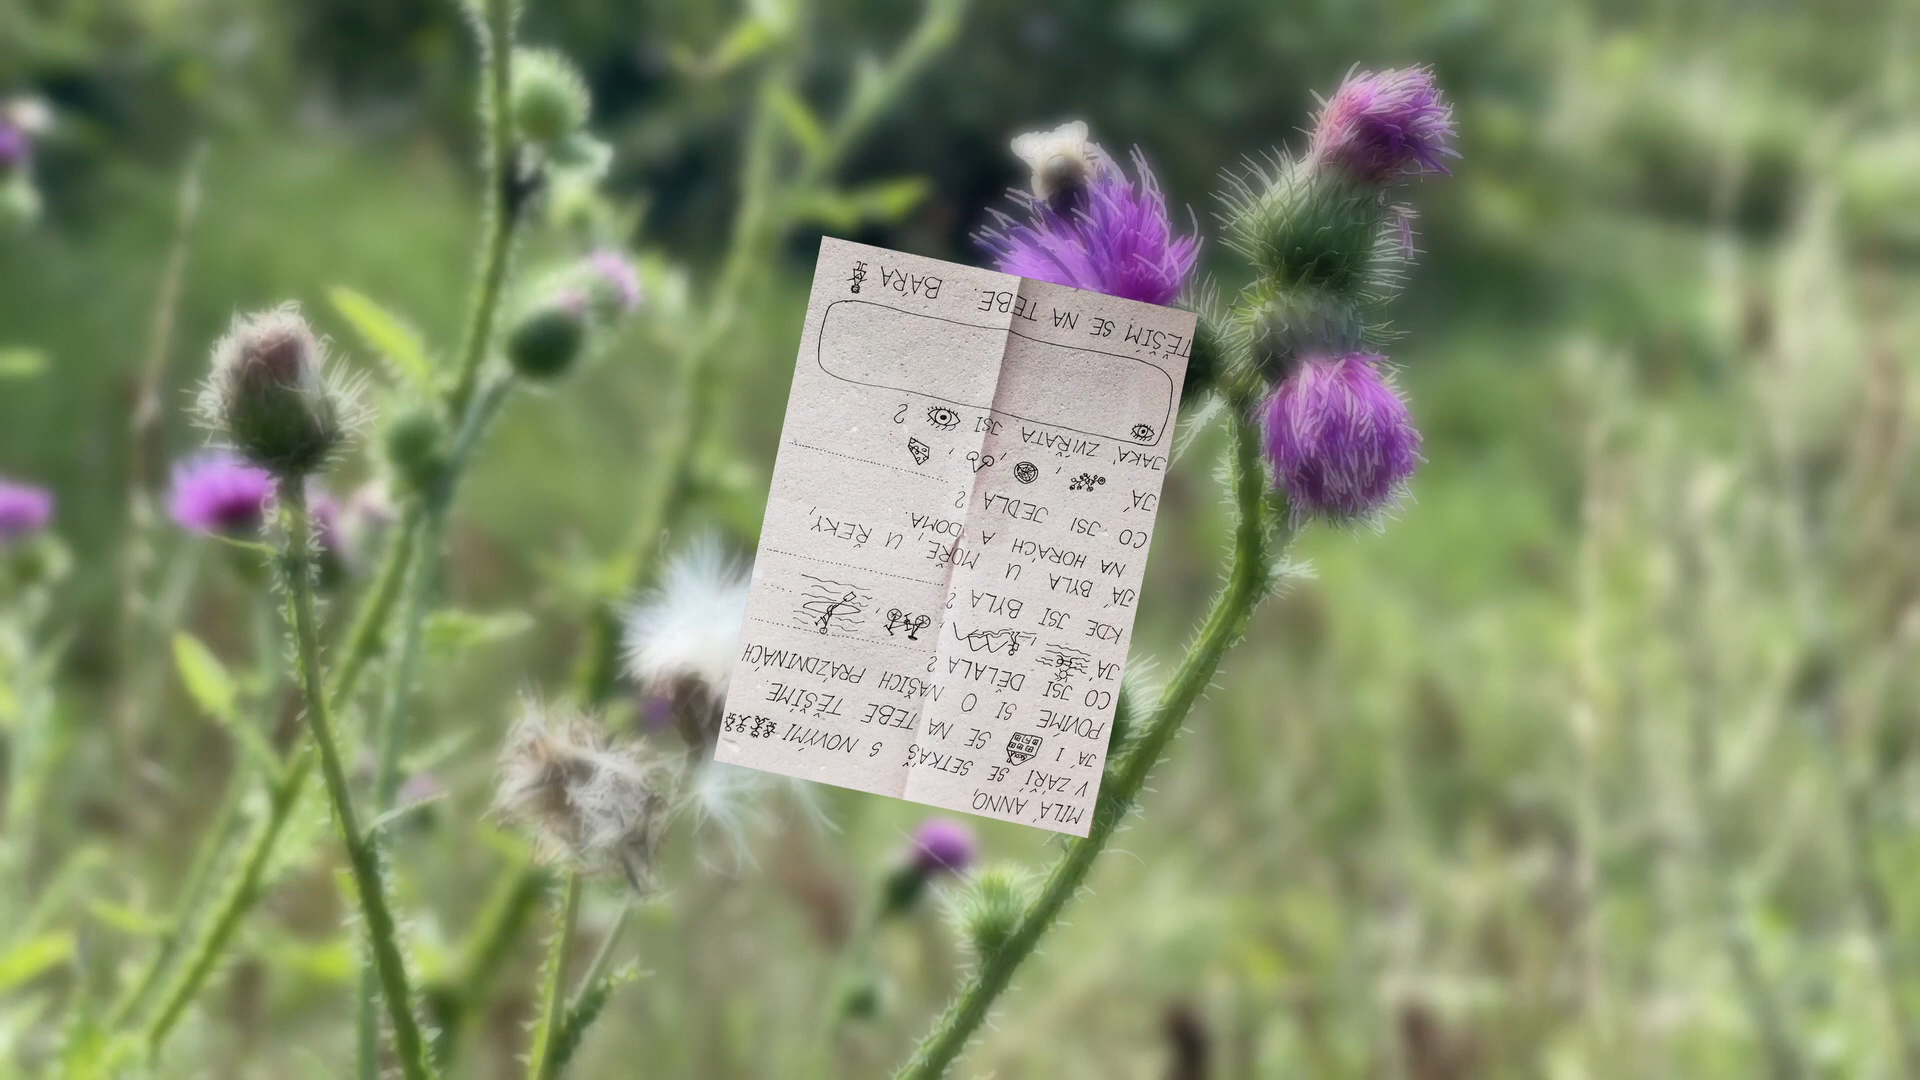 MILÁ ANNO,
V ZÁŘÍ SE SETKÁŠ S NOVÝMI
JÁ I SE NA TEBE TĚŠÍME.
POVÍME SI O NAŠICH PRÁZDNINÁCH
CO JSI DĚLALA ?
JÁ , , ,
KDE JSI BYLA ?
JÁ BYLA U MOŘE, U ŘEKY,
NA HORÁCH A DOMA.
CO JSI JEDLA ?
JÁ , , ,
JAKÁ ZVÍŘATA JSI ?
TĚŠÍM SE NA TEBE. BÁRA